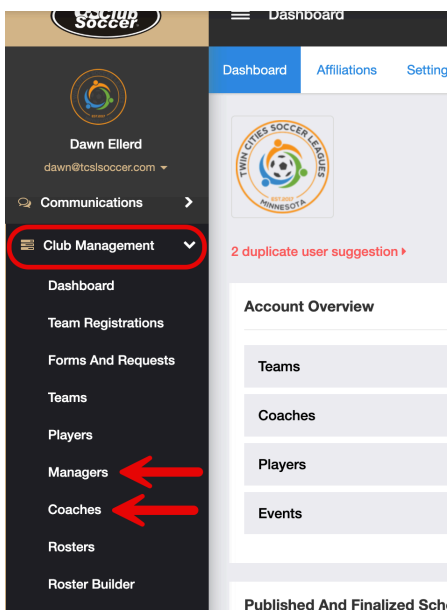 Club
Soccer
Dashboard
Dawn Ellerd
dawn@tcslsoccer.com
Communications
Club Management
Dashboard
Team Registrations
Forms And Requests
Teams
Players
Managers
Coaches
Rosters
Roster Builder
Dashboard
Affiliations
Setting
TWIN CITIES SOCCER LEAGUES
MINNESOTA
2 duplicate user suggestion
Account Overview
Teams
Coaches
Players
Events
Published And Finalized Sch